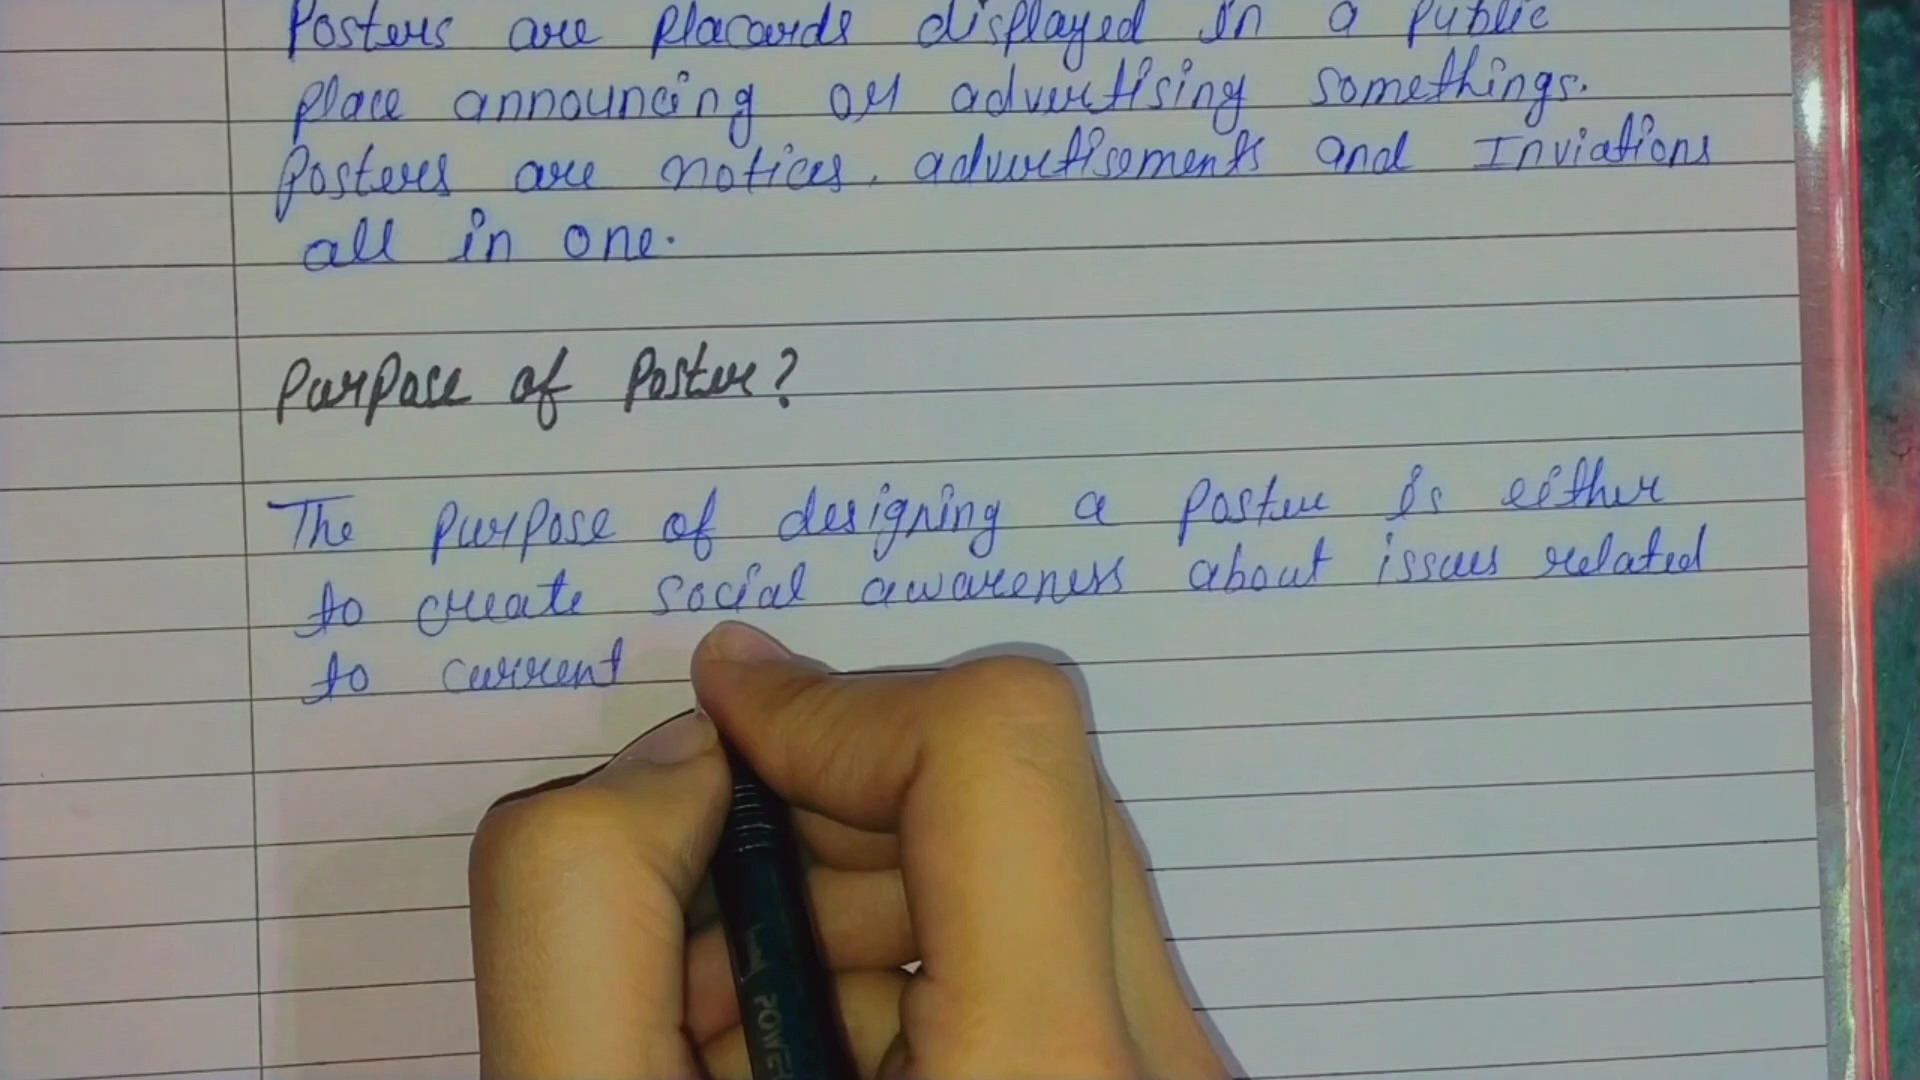 Posters are placards displayed in a public
place announcing or advertising somethings.
Posters are notices, advertisements and Inviations
all in one.
Purpose of Poster?
The purpose of designing a poster is either
to create social awareness about issues related
to current
POWER